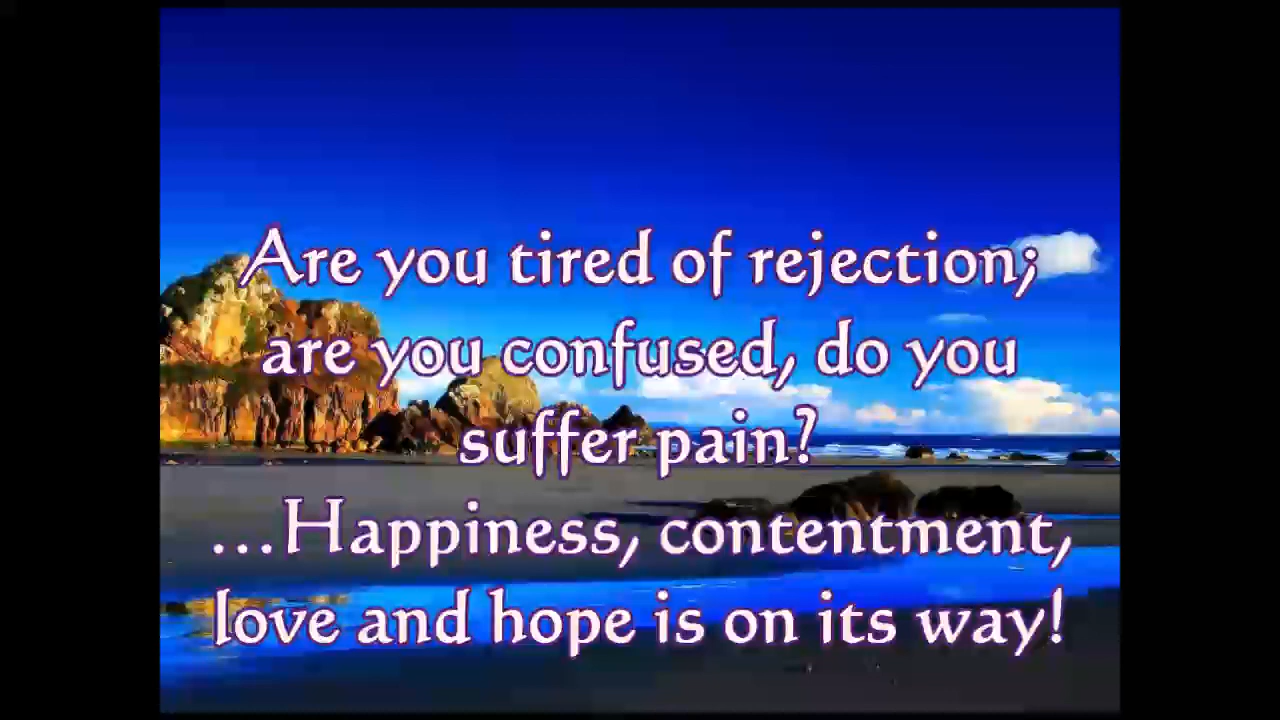 Are you tired of rejection;
are you confused, do you
suffer pain?
...Happiness, contentment,
love and hope is on its way!